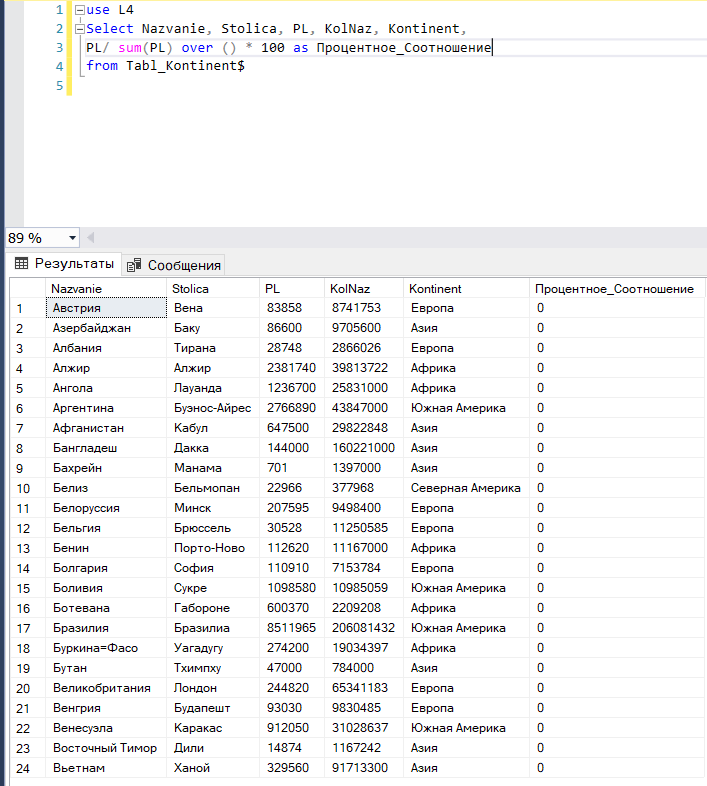 1 use L4
2 Select Nazvanie, Stolica, PL, KolNaz, Kontinent,
3 PL/ sum(PL) over () * 100 as Процентное_Соотношение
4 from Tabl_Kontinent$
5
89 %
Результаты Сообщения
Nazvanie Stolica PL KolNaz Kontinent Процентное_Соотношение
1 Австрия Вена 83858 8741753 Европа 0
2 Азербайджан Баку 86600 9705600 Азия 0
3 Албания Тирана 28748 2866026 Европа 0
4 Алжир Алжир 2381740 39813722 Африка 0
5 Ангола Лауанда 1236700 25831000 Африка 0
6 Аргентина Буэнос-Айрес 2766890 43847000 Южная Америка 0
7 Афганистан Кабул 647500 29822848 Азия 0
8 Бангладеш Дакка 144000 160221000 Азия 0
9 Бахрейн Манама 701 1397000 Азия 0
10 Белиз Бельмопан 22966 377968 Северная Америка 0
11 Белоруссия Минск 207595 9498400 Европа 0
12 Бельгия Брюссель 30528 11250585 Европа 0
13 Бенин Порто-Ново 112620 11167000 Африка 0
14 Болгария София 110910 7153784 Европа 0
15 Боливия Сукре 1098580 10985059 Южная Америка 0
16 Ботевана Габороне 600370 2209208 Африка 0
17 Бразилия Бразилиа 8511965 206081432 Южная Америка 0
18 Буркина=Фасо Уагадугу 274200 19034397 Африка 0
19 Бутан Тхимпху 47000 784000 Азия 0
20 Великобритания Лондон 244820 65341183 Европа 0
21 Венгрия Будапешт 93030 9830485 Европа 0
22 Венесуэла Каракас 912050 31028637 Южная Америка 0
23 Восточный Тимор Дили 14874 1167242 Азия 0
24 Вьетнам Ханой 329560 91713300 Азия 0